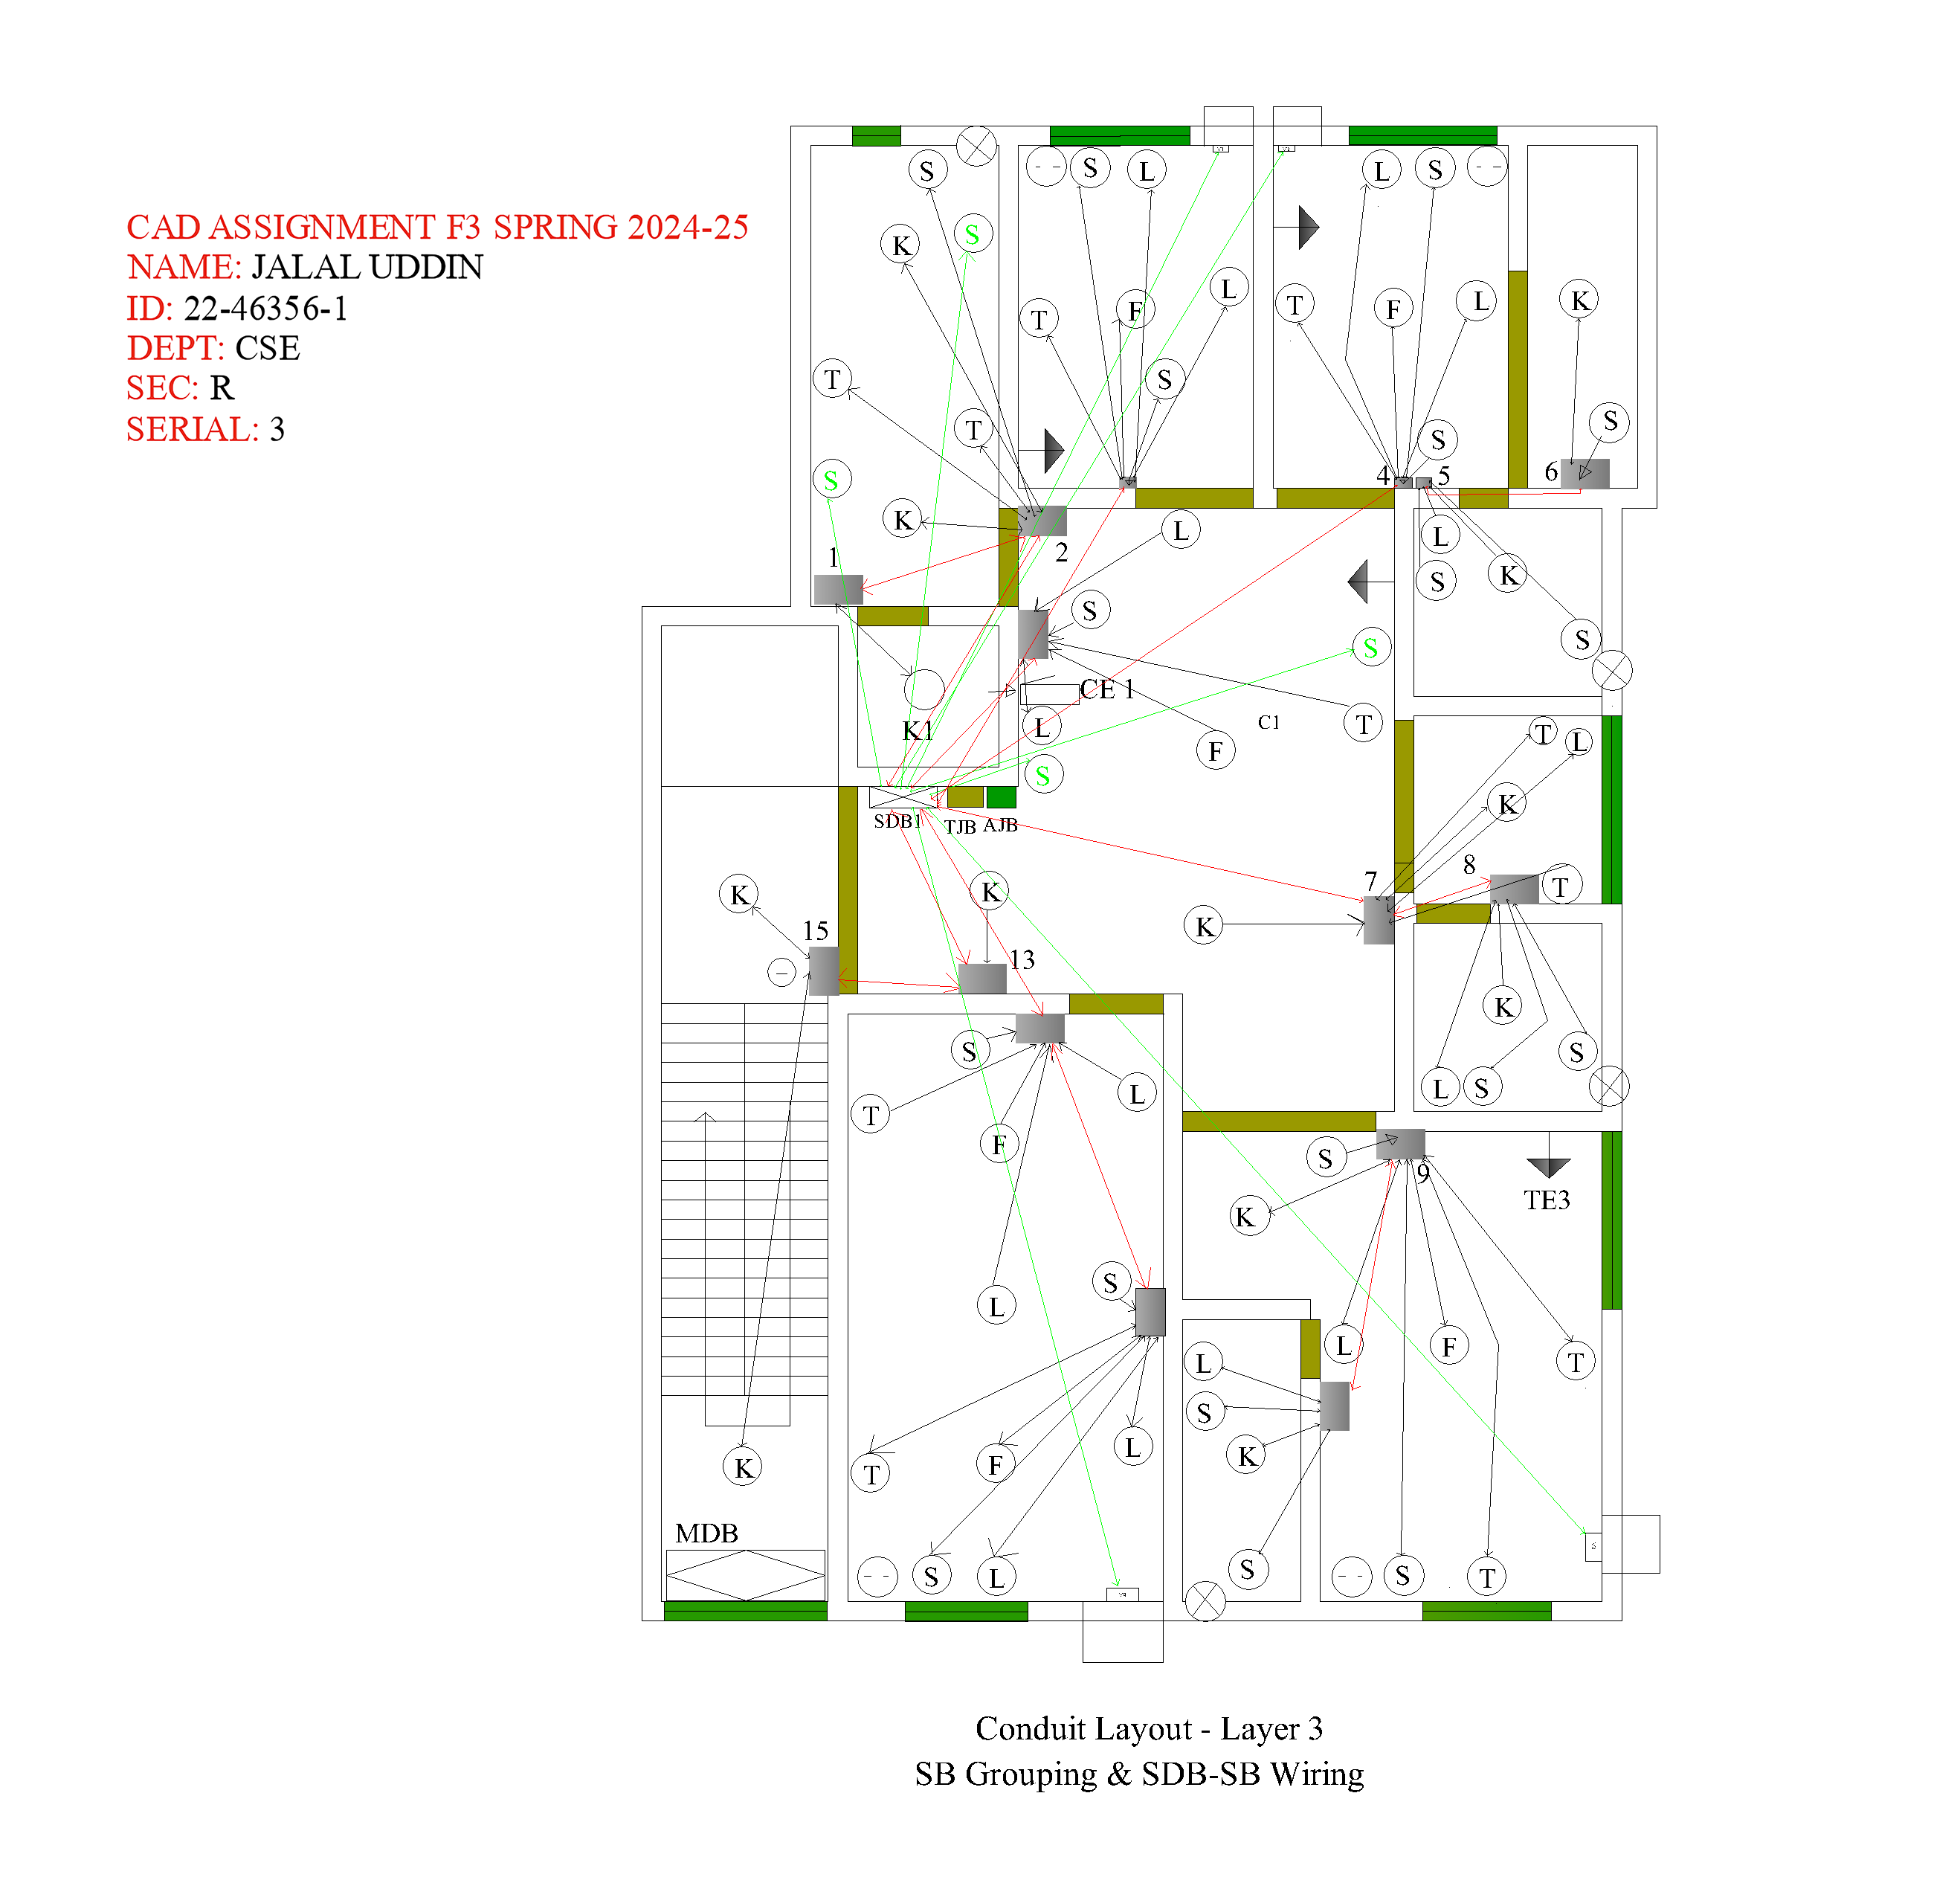 CAD ASSIGNMENT F3 SPRING 2024-25
NAME: JALAL UDDIN
ID: 22-46356-1
DEPT: CSE
SEC: R
SERIAL: 3
S
L
L
S
S
K
S
L
T
F
T
F
L
K
T
S
S
T
S
S
6
4
5
K
L
2
L
K
1
S
S
S
S
CE 1
K1
L
C1
T
F
T
L
S
K
SDB1
TJB
AJB
7
8
T
K
K
K
15
13
K
S
S
T
L
L
S
F
S
9
K
TE3
S
L
L
F
L
T
S
K
L
F
T
K
MDB
S
L
S
S
T
Conduit Layout - Layer 3
SB Grouping & SDB-SB Wiring